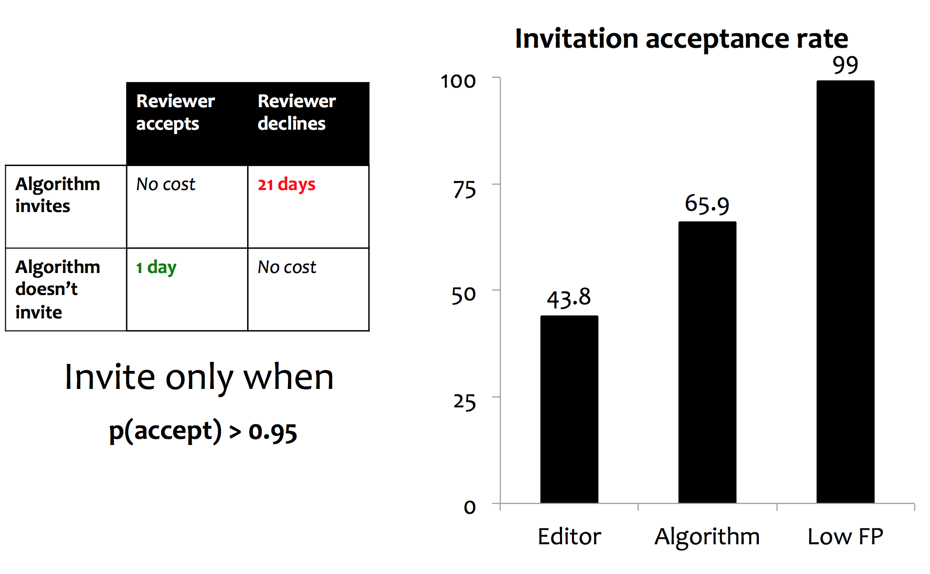 Reviewer
accepts
Reviewer
declines
Algorithm
invites
No cost
21 days
Algorithm
doesn't
invite
1 day
No cost
Invite only when
p(accept) > 0.95
Invitation acceptance rate
100
75
50
25
0
43.8
65.9
99
Editor
Algorithm
Low FP